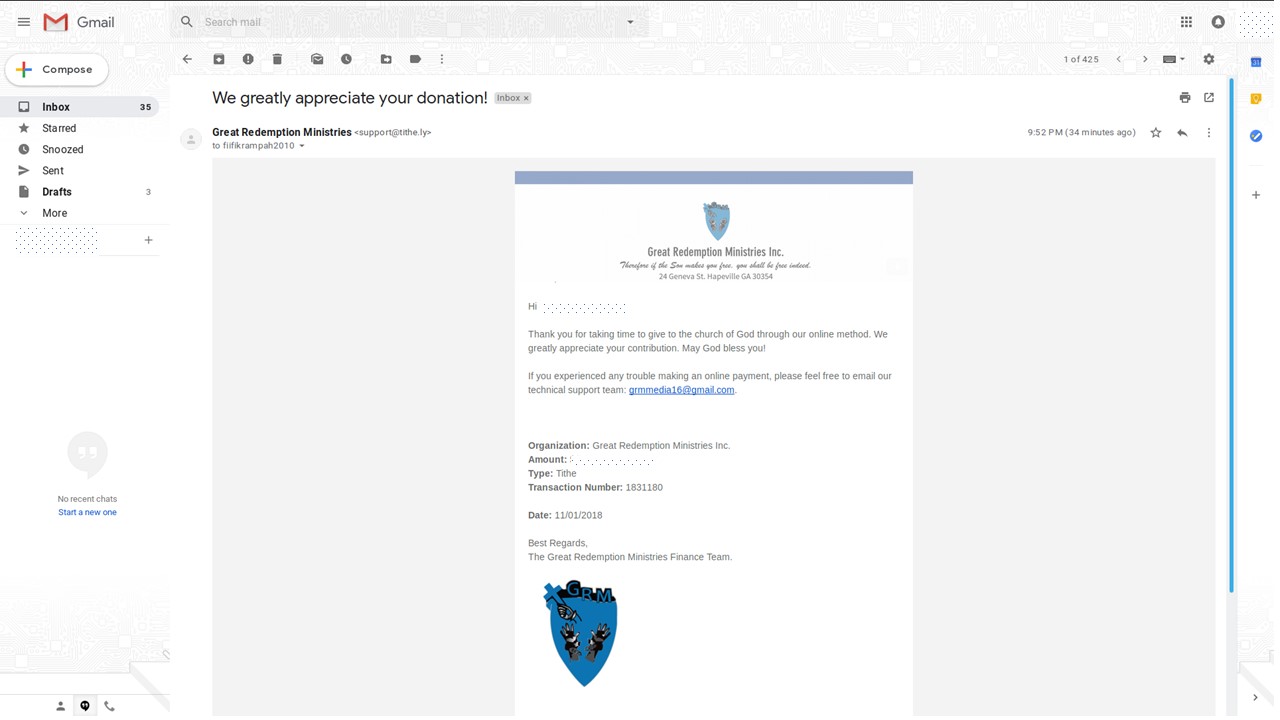 Gmail
Search mail
Compose
1 of 425
Inbox 35
Starred
Snoozed
Sent
Drafts 3
More
No recent chats
Start a new one
We greatly appreciate your donation! Inbox ×
Great Redemption Ministries <support@tithe.ly>
9:52 PM (34 minutes ago)
to fiifikrampah2010
Great Redemption Ministries Inc.
Therefore if the Son makes you free, you shall be free indeed.
24 Geneva St. Hapeville GA 30354
Hi
Thank you for taking time to give to the church of God through our online method. We
greatly appreciate your contribution. May God bless you!
If you experienced any trouble making an online payment, please feel free to email our
technical support team: grmmedia16@gmail.com.
Organization: Great Redemption Ministries Inc.
Amount:
Type: Tithe
Transaction Number: 1831180
Date: 11/01/2018
Best Regards,
The Great Redemption Ministries Finance Team.
GRM
31